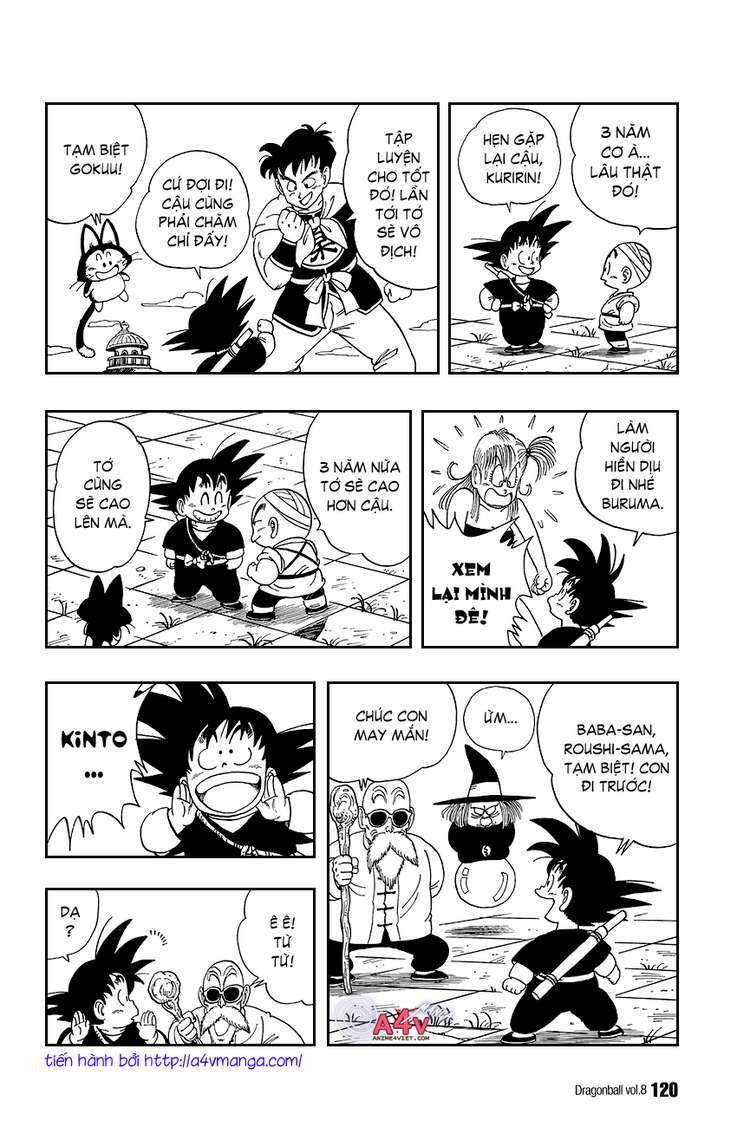 3 NĂM
CƠ À...
LÂU THẬT
ĐÓ!
HẸN GẶP
LẠI CẬU,
KURIRIN!
TẬP
LUYỆN
CHO TỐT
ĐÓ! LẦN
TỚI TỚ
SẼ VÔ
ĐỊCH!
CỨ ĐỢI ĐI!
CẬU CŨNG
PHẢI CHĂM
CHỈ ĐẤY!
TẠM BIỆT
GOKUU!
LÀM
NGƯỜI
HIỀN DỊU
ĐI NHÉ
BURUMA.
XEM
LẠI MÌNH
ĐÊ!
3 NĂM NỮA
TỚ SẼ CAO
HƠN CẬU.
TỚ
CŨNG
SẼ CAO
LÊN MÀ.
BABA-SAN,
ROUSHI-SAMA,
TẠM BIỆT! CON
ĐI TRƯỚC!
ỪM...
CHÚC CON
MAY MẮN!
KINTO
...
Ê Ê!
TỪ
TỪ!
DẠ
?
A4V
ANIME4VIET.COM
tiến hành bởi http://a4vmanga.com/
Dragonball vol.8 120